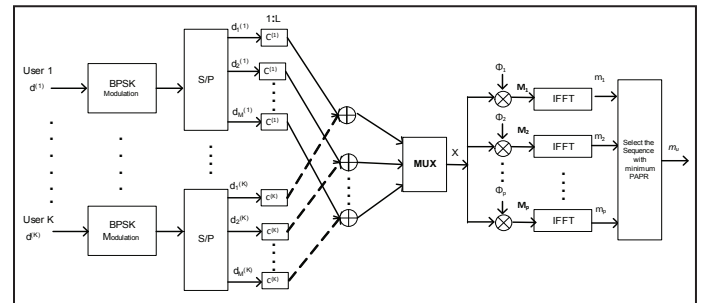 1:L
User 1
d(1)
BPSK
Modulation
S/P
d₁(1)
C(1)
d₂(1)
C(1)
d_M(1)
C(1)
User K
d(K)
BPSK
Modulation
S/P
d₁(K)
C(K)
d₂(K)
C(K)
d_M(K)
C(K)
MUX
X
Φ₁
M₁
IFFT
m₁
Φ₂
M₂
IFFT
m₂
Φp
Mp
IFFT
mp
Select the
Sequence
with
minimum
PAPR
mᵤ